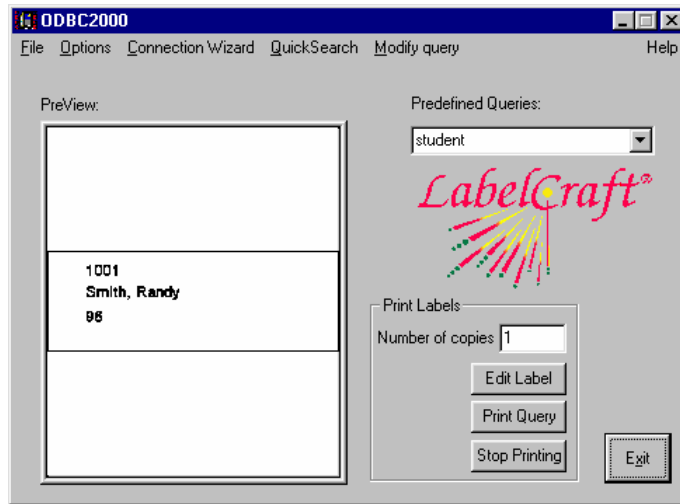 ODBC2000
File Options Connection Wizard QuickSearch Modify query Help
PreView:
1001
Smith, Randy
96
Predefined Queries:
student
LabelCraft®
Print Labels
Number of copies 1
Edit Label
Print Query
Stop Printing
Exit